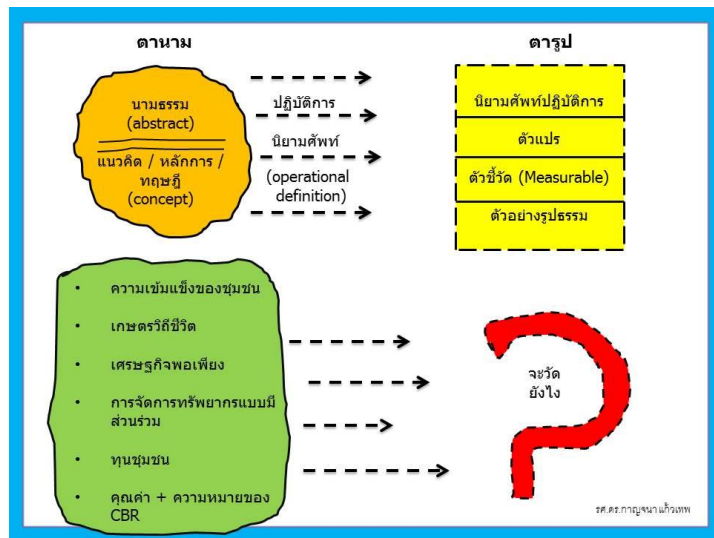 ตานาม
ตารูป
นามธรรม
(abstract)
แนวคิด / หลักการ /
ทฤษฎี
(concept)
ปฏิบัติการ
นิยามศัพท์
(operational
definition)
นิยามศัพท์ปฏิบัติการ
ตัวแปร
ตัวชี้วัด (Measurable)
ตัวอย่างรูปธรรม
• ความเข้มแข็งของชุมชน
• เกษตรวิถีชีวิต
• เศรษฐกิจพอเพียง
• การจัดการทรัพยากรแบบมี
ส่วนร่วม
• ทุนชุมชน
• คุณค่า + ความหมายของ
CBR
จะวัด
ยังไง
รศ.ดร.กาญจนา แก้วเทพ